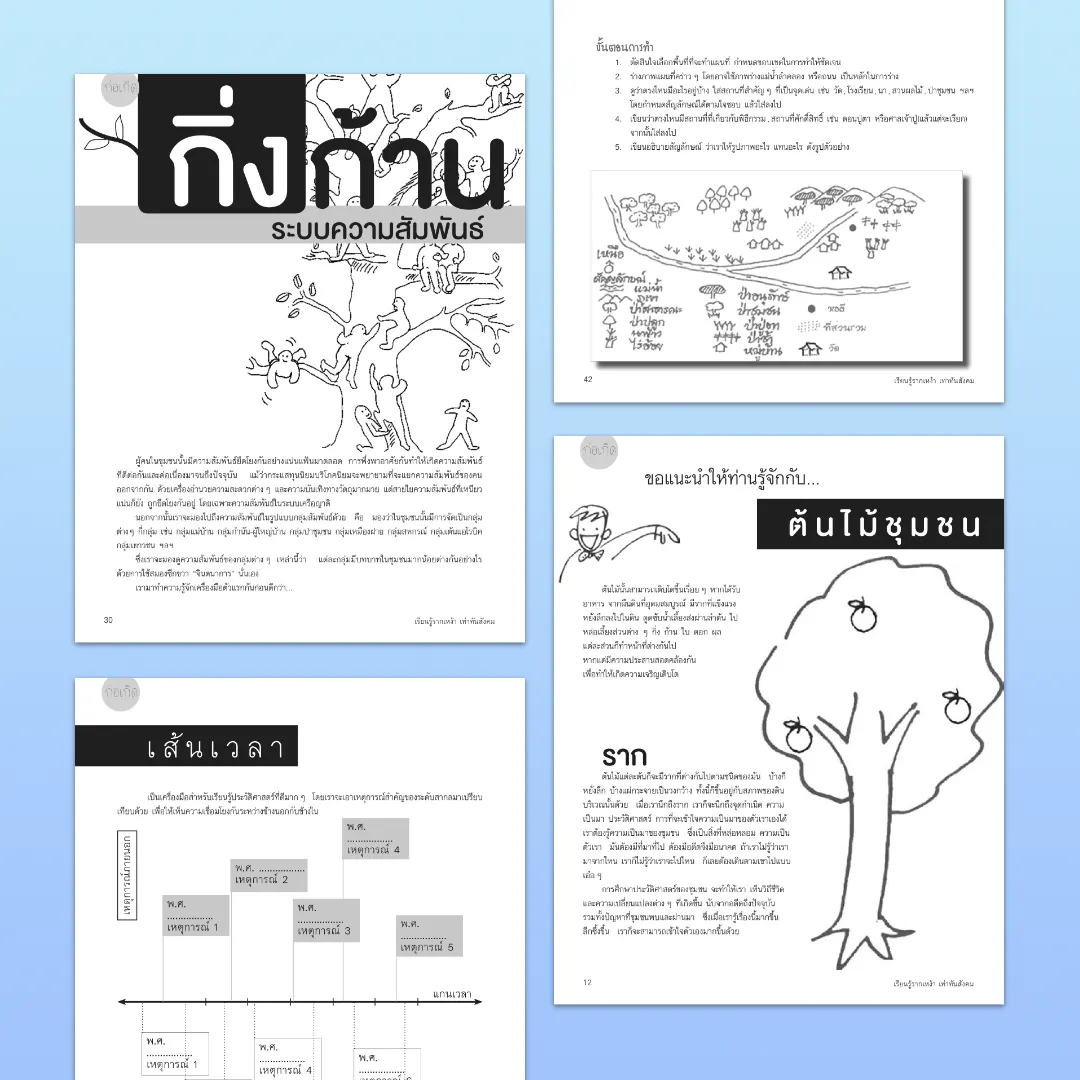 ก่อเกิด
กิ่งก้าน
ระบบความสัมพันธ์
ผู้คนในชุมชนนั้นมีความสัมพันธ์ยึดโยงกันอย่างแน่นแฟ้นมาตลอด การพึ่งพาอาศัยกันทำให้เกิดความสัมพันธ์
ที่ดีต่อกันและต่อเนื่องมาจนถึงปัจจุบัน แม้ว่ากระแสทุนนิยมบริโภคนิยมจะพยายามที่จะแยกความสัมพันธ์ของคน
ออกจากกัน ด้วยเครื่องอำนวยความสะดวกต่าง ๆ และความบันเทิงทางวัตถุมากมาย แต่สายใยความสัมพันธ์ที่เหนียว
แน่นก็ยัง ถูกยึดโยงกันอยู่ โดยเฉพาะความสัมพันธ์ในระบบเครือญาติ
นอกจากนั้นเราจะมองไปถึงความสัมพันธ์ในรูปแบบกลุ่มสัมพันธ์ด้วย คือ มองว่าในชุมชนนั้นมีการจัดเป็นกลุ่ม
ต่าง ๆ กี่กลุ่ม เช่น กลุ่มแม่บ้าน กลุ่มกำนัน-ผู้ใหญ่บ้าน กลุ่มป่าชุมชน กลุ่มเหมืองฝาย กลุ่มสหกรณ์ กลุ่มเต้นแอโรบิค
กลุ่มเยาวชน ฯลฯ
ซึ่งเราจะมองดูความสัมพันธ์ของกลุ่มต่าง ๆ เหล่านี้ว่า แต่ละกลุ่มมีบทบาทในชุมชนมากน้อยต่างกันอย่างไร
ด้วยการใช้สมองซีกขวา "จินตนาการ" นั่นเอง
เรามาทำความรู้จักเครื่องมือตัวแรกกันก่อนดีกว่า...
30
เรียนรู้รากเหง้า เท่าทันสังคม
ขั้นตอนการทำ
1. ตัดสินใจเลือกพื้นที่ที่จะทำแผนที่ กำหนดขอบเขตในการทำให้ชัดเจน
2. ร่างภาพแผนที่คร่าว ๆ โดยอาจใช้ภาพร่างแม่น้ำลำคลอง หรือถนน เป็นหลักในการร่าง
3. ดูว่าตรงไหนมีอะไรอยู่บ้าง ใส่สถานที่สำคัญ ๆ ที่เป็นจุดเด่น เช่น วัด, โรงเรียน, นา, สวนผลไม้, ป่าชุมชน ฯลฯ
โดยกำหนดสัญลักษณ์ได้ตามใจชอบ แล้วใส่ลงไป
4. เขียนว่าตรงไหนมีสถานที่ที่เกี่ยวกับพิธีกรรม, สถานที่ศักดิ์สิทธิ์ เช่น ดอนปู่ตา หรือศาลเจ้าปู่(แล้วแต่จะเรียก)
จากนั้นใส่ลงไป
5. เขียนอธิบายสัญลักษณ์ ว่าเราให้รูปภาพอะไร แทนอะไร ดังรูปตัวอย่าง
เหนือ
สัญลักษณ์
แม่น้ำ
ภูเขา
ป่าสาธารณะ
ป่าปลูก
นาข้าว
ไร่อ้อย
ป่าอนุรักษ์
ป่าชุมชน
ป่าปู่ตา
ป่าช้า
หมู่บ้าน
ที่สวนรวม
วัด
42
เรียนรู้รากเหง้า เท่าทันสังคม
ก่อเกิด
เส้นเวลา
เป็นเครื่องมือสำหรับเรียนรู้ประวัติศาสตร์ที่ดีมาก ๆ โดยเราจะเอาเหตุการณ์สำคัญของระดับสากลมาเปรียบ
เทียบด้วย เพื่อให้เห็นความเชื่อมโยงกันระหว่างข้างนอกกับข้างใน
เหตุการณ์ภายนอก
พ.ศ.
.................
เหตุการณ์ 4
พ.ศ. .................
เหตุการณ์ 2
พ.ศ.
.................
เหตุการณ์ 1
พ.ศ.
.................
เหตุการณ์ 3
พ.ศ.
.................
เหตุการณ์ 5
แกนเวลา
พ.ศ.
.................
เหตุการณ์ 1
พ.ศ.
.................
เหตุการณ์ 4
พ.ศ.
.................
ก่อเกิด
ขอแนะนำให้ท่านรู้จักกับ...
ต้นไม้ชุมชน
ต้นไม้นั้นสามารถเติบโตขึ้นเรื่อย ๆ หากได้รับ
อาหาร จากผืนดินที่อุดมสมบูรณ์ มีรากที่แข็งแรง
หยั่งลึกลงไปในดิน ดูดซับน้ำเลี้ยงส่งผ่านลำต้น ไป
หล่อเลี้ยงส่วนต่าง ๆ กิ่ง ก้าน ใบ ดอก ผล
แต่ละส่วนก็ทำหน้าที่ต่างกันไป
หากแต่มีความประสานสอดคล้องกัน
เพื่อทำให้เกิดความเจริญเติบโต
ราก
ต้นไม้แต่ละต้นก็จะมีรากที่ต่างกันไปตามชนิดของมัน บ้างก็
หยั่งลึก บ้างแผ่กระจายเป็นวงกว้าง ทั้งนี้ก็ขึ้นอยู่กับสภาพของดิน
บริเวณนั้นด้วย เมื่อเรานึกถึงราก เราก็จะนึกถึงจุดกำเนิด ความ
เป็นมา ประวัติศาสตร์ การที่จะเข้าใจความเป็นมาของตัวเราเองได้
เราต้องรู้ความเป็นมาของชุมชน ซึ่งเป็นสิ่งที่หล่อหลอม ความเป็น
ตัวเรา มันต้องมีที่มาที่ไป ต้องมีอดีตจึงมีอนาคต ถ้าเราไม่รู้ว่าเรา
มาจากไหน เราก็ไม่รู้ว่าเราจะไปไหน ก็เลยต้องเดินตามเขาไปแบบ
เอ๋อ ๆ
การศึกษาประวัติศาสตร์ของชุมชน จะทำให้เรา เห็นวิถีชีวิต
และความเปลี่ยนแปลงต่าง ๆ ที่เกิดขึ้น นับจากอดีตถึงปัจจุบัน
รวมทั้งปัญหาที่ชุมชนพบและผ่านมา ซึ่งเมื่อเรารู้เรื่องนี้มากขึ้น
ลึกซึ้งขึ้น เราก็จะสามารถเข้าใจตัวเองมากขึ้นด้วย
12
เรียนรู้รากเหง้า เท่าทันสังคม